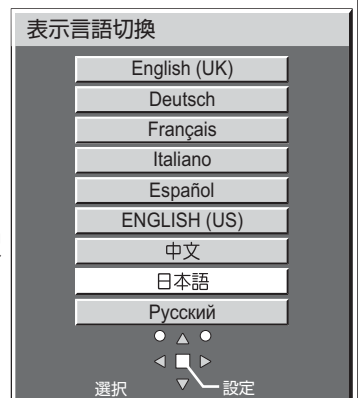 表示言語切換
English (UK)
Deutsch
Français
Italiano
Español
ENGLISH (US)
中文
日本語
Русский
選択 設定